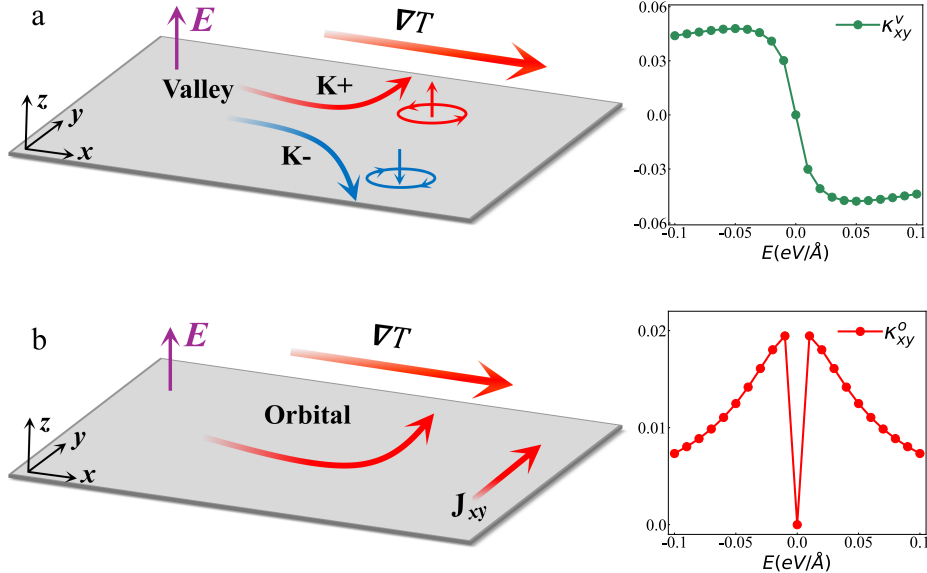 a
E
∇T
Valley
K+
K-
z
y
x
κ^v_xy
0.06
0.03
0.0
-0.03
-0.06
-0.1 -0.05 0.0 0.05 0.1
E(eV/Å)
b
E
∇T
Orbital
J_xy
z
y
x
κ^o_xy
0.02
0.01
0.0
-0.1 -0.05 0.0 0.05 0.1
E(eV/Å)